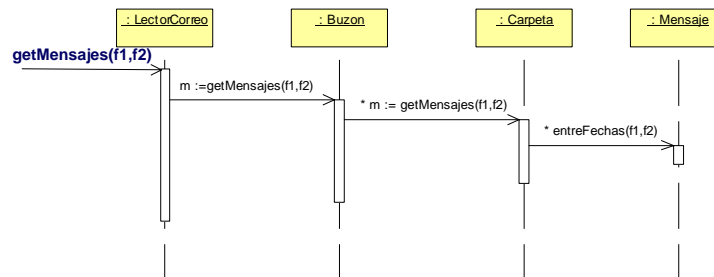 : LectorCorreo
: Buzon
: Carpeta
: Mensaje
getMensajes(f1,f2)
m :=getMensajes(f1,f2)
* m := getMensajes(f1,f2)
* entreFechas(f1,f2)